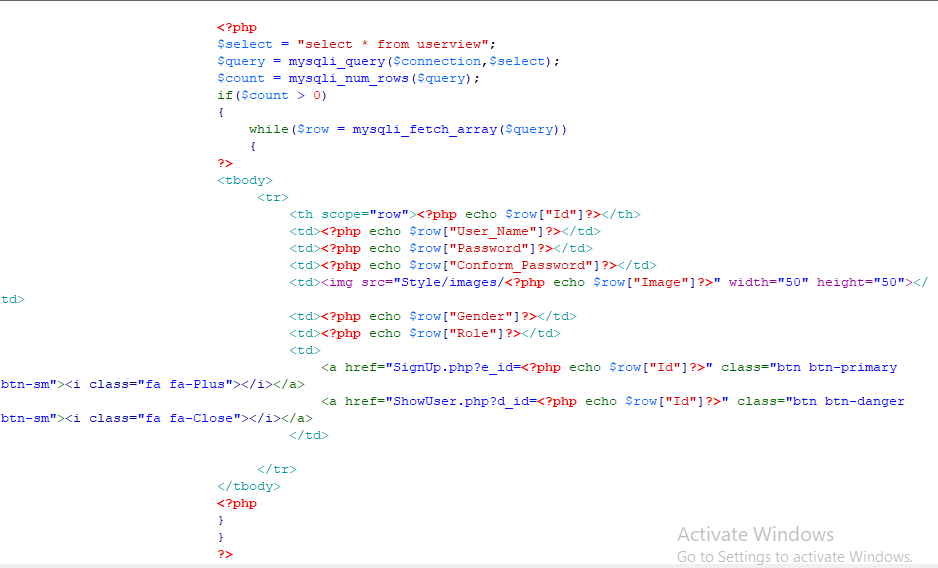 <?php
$select = "select * from userview";
$query = mysqli_query($connection,$select);
$count = mysqli_num_rows($query);
if($count > 0)
{
while($row = mysqli_fetch_array($query))
{
?>
<tbody>
<tr>
<th scope="row"><?php echo $row["Id"]?></th>
<td><?php echo $row["User_Name"]?></td>
<td><?php echo $row["Password"]?></td>
<td><?php echo $row["Conform_Password"]?></td>
<td><img src="Style/images/<?php echo $row["Image"]?>" width="50" height="50"></
td>
<td><?php echo $row["Gender"]?></td>
<td><?php echo $row["Role"]?></td>
<td>
<a href="SignUp.php?e_id=<?php echo $row["Id"]?>" class="btn btn-primary
btn-sm"><i class="fa fa-Plus"></i></a>
<a href="ShowUser.php?d_id=<?php echo $row["Id"]?>" class="btn btn-danger
btn-sm"><i class="fa fa-Close"></i></a>
</td>
</tr>
</tbody>
<?php
}
}
?>
Activate Windows
Go to Settings to activate Windows.